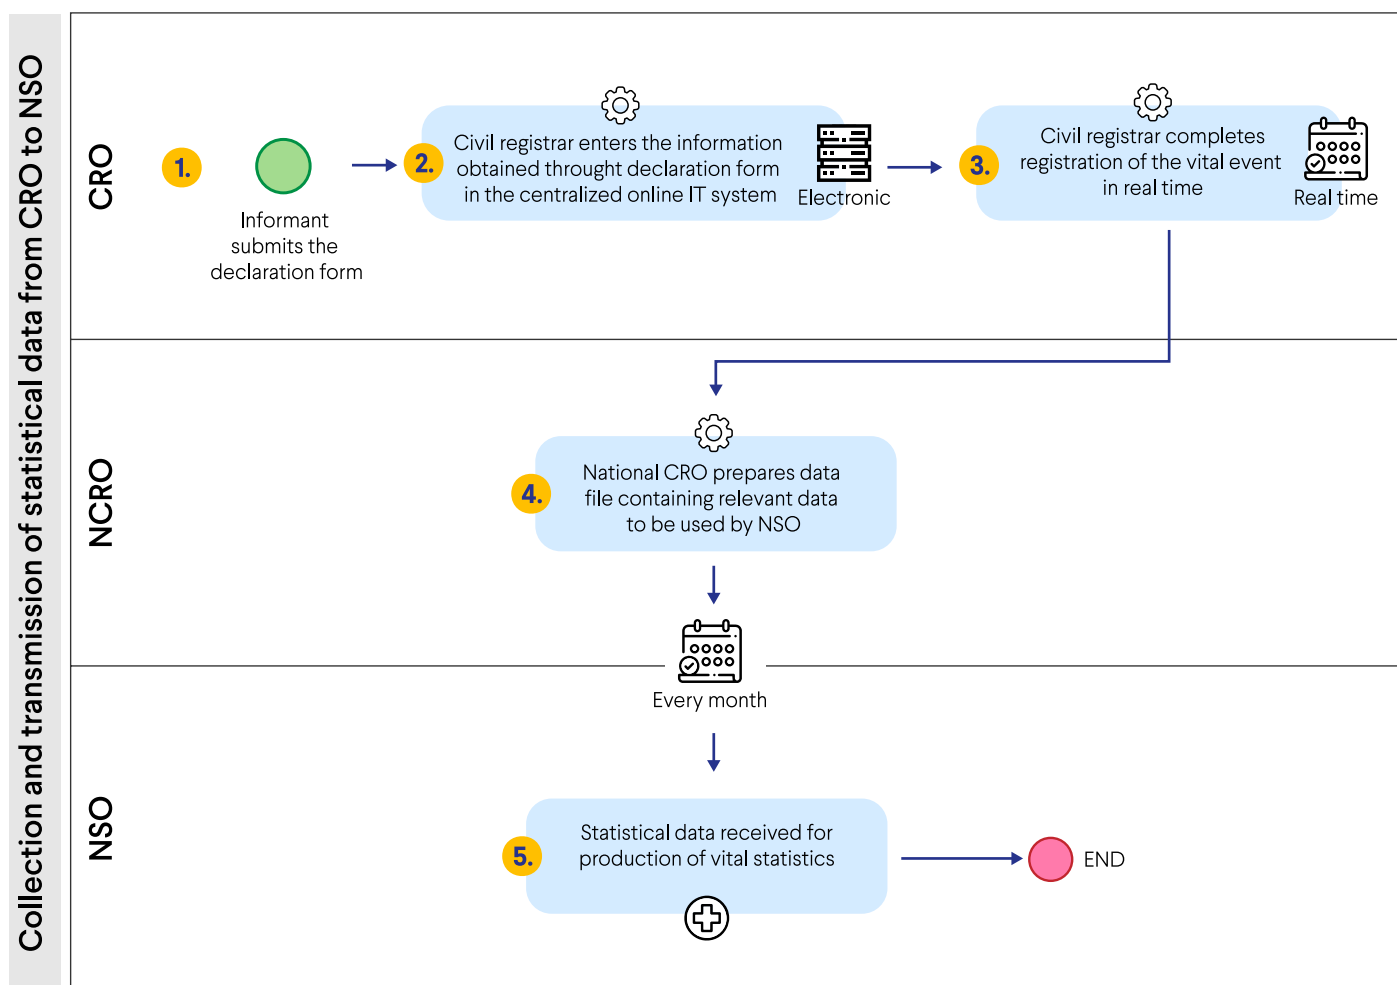 Collection and transmission of statistical data from CRO to NSO
CRO
1.
Informant
submits the
declaration form
2.
Civil registrar enters the information
obtained throught declaration form
in the centralized online IT system
Electronic
3.
Civil registrar completes
registration of the vital event
in real time
Real time
NCRO
4.
National CRO prepares data
file containing relevant data
to be used by NSO
Every month
NSO
5.
Statistical data received for
production of vital statistics
END